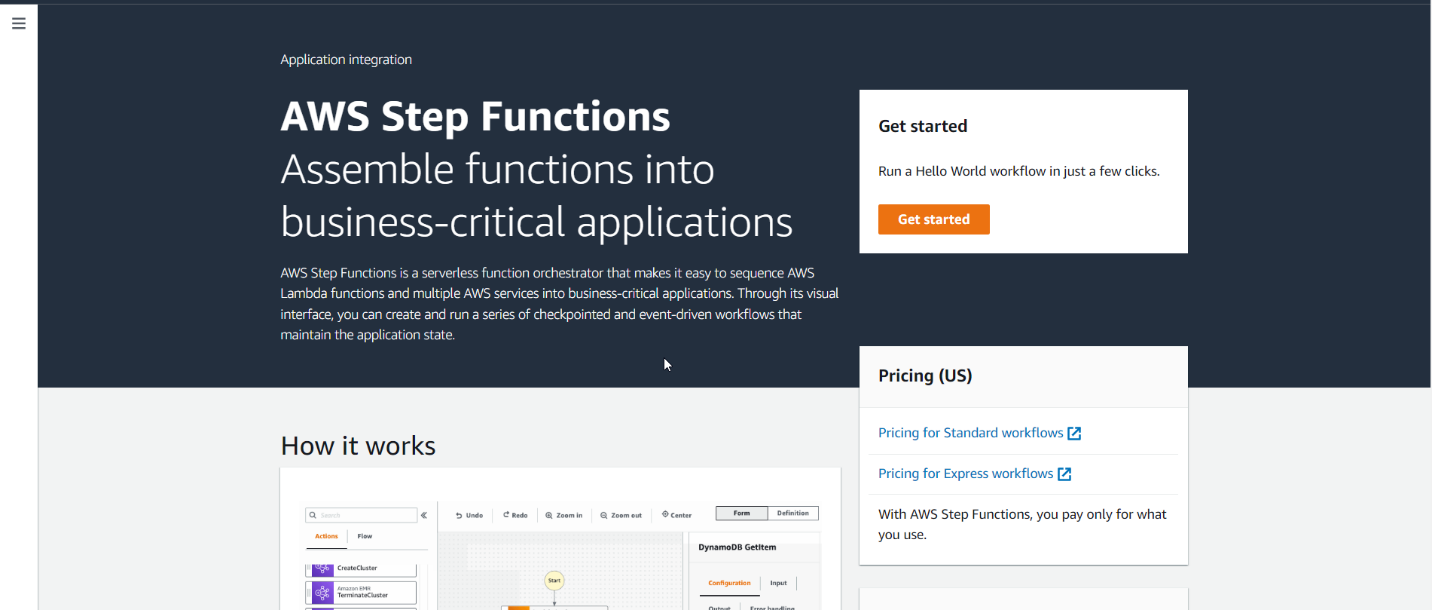 Application integration
AWS Step Functions
Assemble functions into
business-critical applications
AWS Step Functions is a serverless function orchestrator that makes it easy to sequence AWS
Lambda functions and multiple AWS services into business-critical applications. Through its visual
interface, you can create and run a series of checkpointed and event-driven workflows that
maintain the application state.
Get started
Run a Hello World workflow in just a few clicks.
Get started
Pricing (US)
Pricing for Standard workflows
Pricing for Express workflows
With AWS Step Functions, you pay only for what
you use.
How it works
Search
Undo
Redo
Zoom in
Zoom out
Center
Form
Definition
Actions
Flow
CreateCluster
Amazon EMR
TerminateCluster
Start
DynamoDB GetItem
Configuration
Input
Output
Error handling